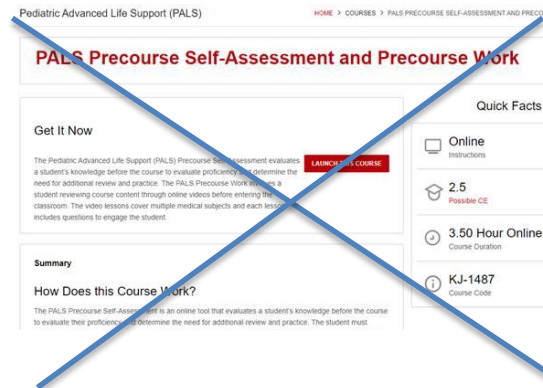 Pediatric Advanced Life Support (PALS)
HOME > COURSES > PALS PRECOURSE SELF-ASSESSMENT AND PRECO
PALS Precourse Self-Assessment and Precourse Work
Get It Now
The Pediatric Advanced Life Support (PALS) Precourse Self-Assessment evaluates
a student's knowledge before the course to evaluate proficiency and determine the
need for additional review and practice. The PALS Precourse Work involves a
student reviewing course content through online videos before entering the
classroom. The video lessons cover multiple medical subjects and each lesson
includes questions to engage the student.
LAUNCH THIS COURSE
Summary
How Does this Course Work?
The PALS Precourse Self-Assessment is an online tool that evaluates a student's knowledge before the course
to evaluate their proficiency and determine the need for additional review and practice. The student must
Quick Facts
Online
Instructions
2.5
Possible CE
3.50 Hour Online
Course Duration
KJ-1487
Course Code